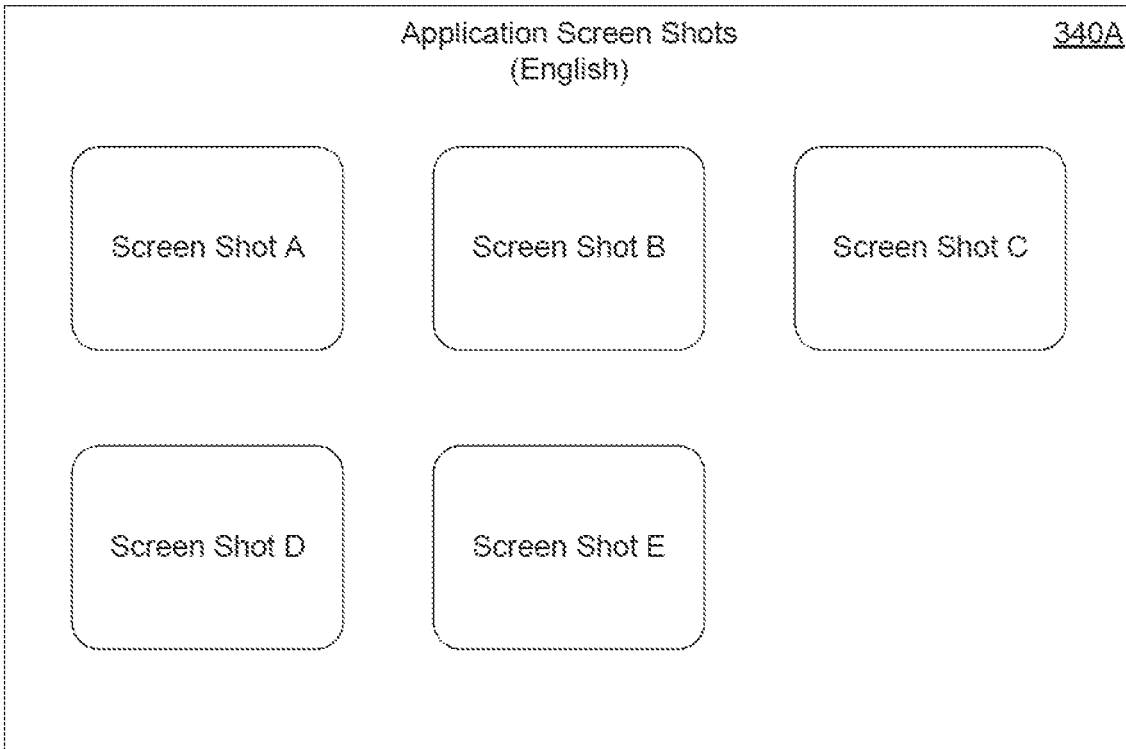 Application Screen Shots
(English)
340A
Screen Shot A
Screen Shot B
Screen Shot C
Screen Shot D
Screen Shot E